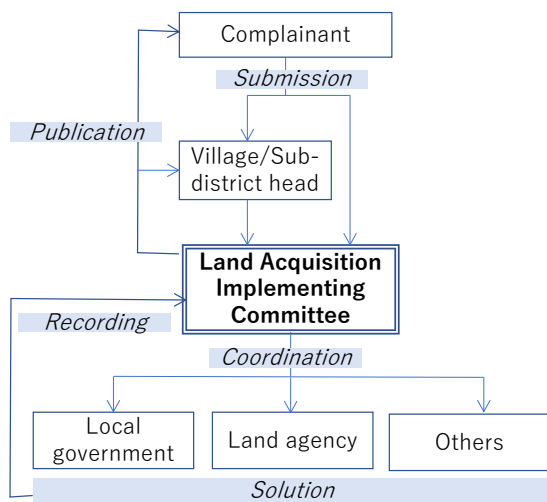 Complainant
Submission
Publication
Village/Sub-
district head
Land Acquisition
Implementing
Committee
Recording
Coordination
Local
government
Land agency
Others
Solution